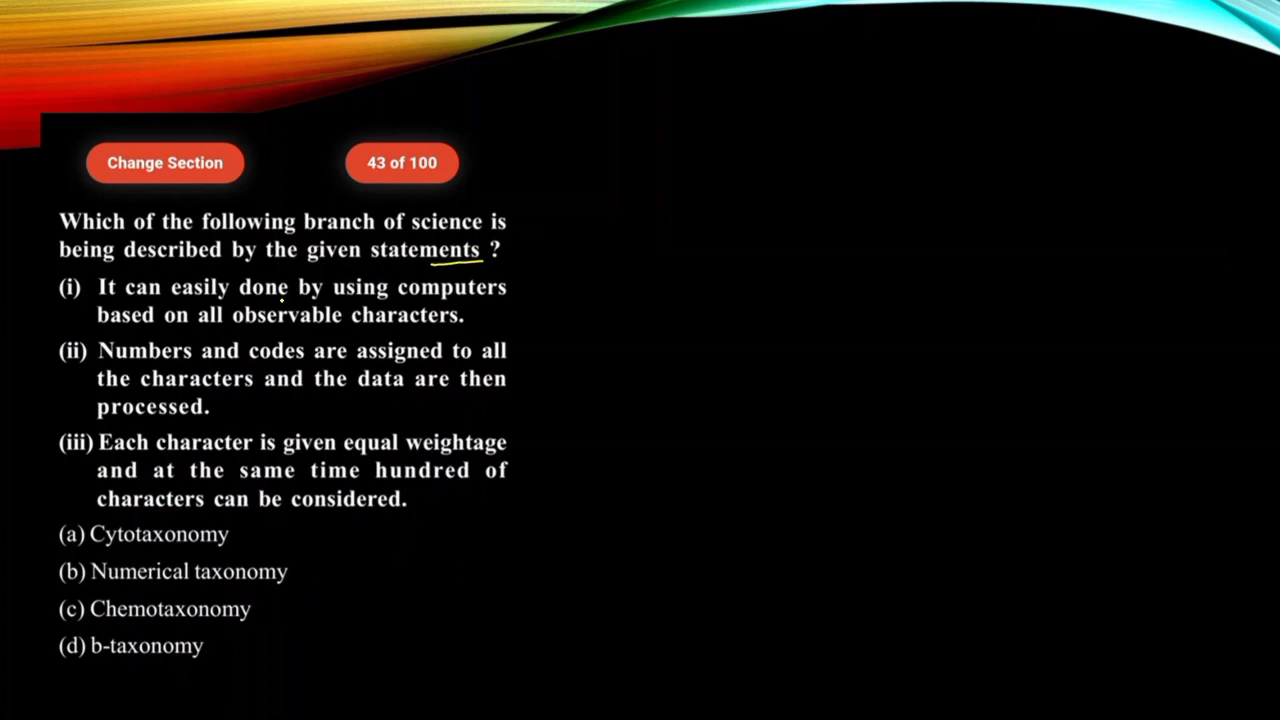 Change Section
43 of 100
Which of the following branch of science is
being described by the given statements ?
(i) It can easily done by using computers
based on all observable characters.
(ii) Numbers and codes are assigned to all
the characters and the data are then
processed.
(iii) Each character is given equal weightage
and at the same time hundred of
characters can be considered.
(a) Cytotaxonomy
(b) Numerical taxonomy
(c) Chemotaxonomy
(d) b-taxonomy